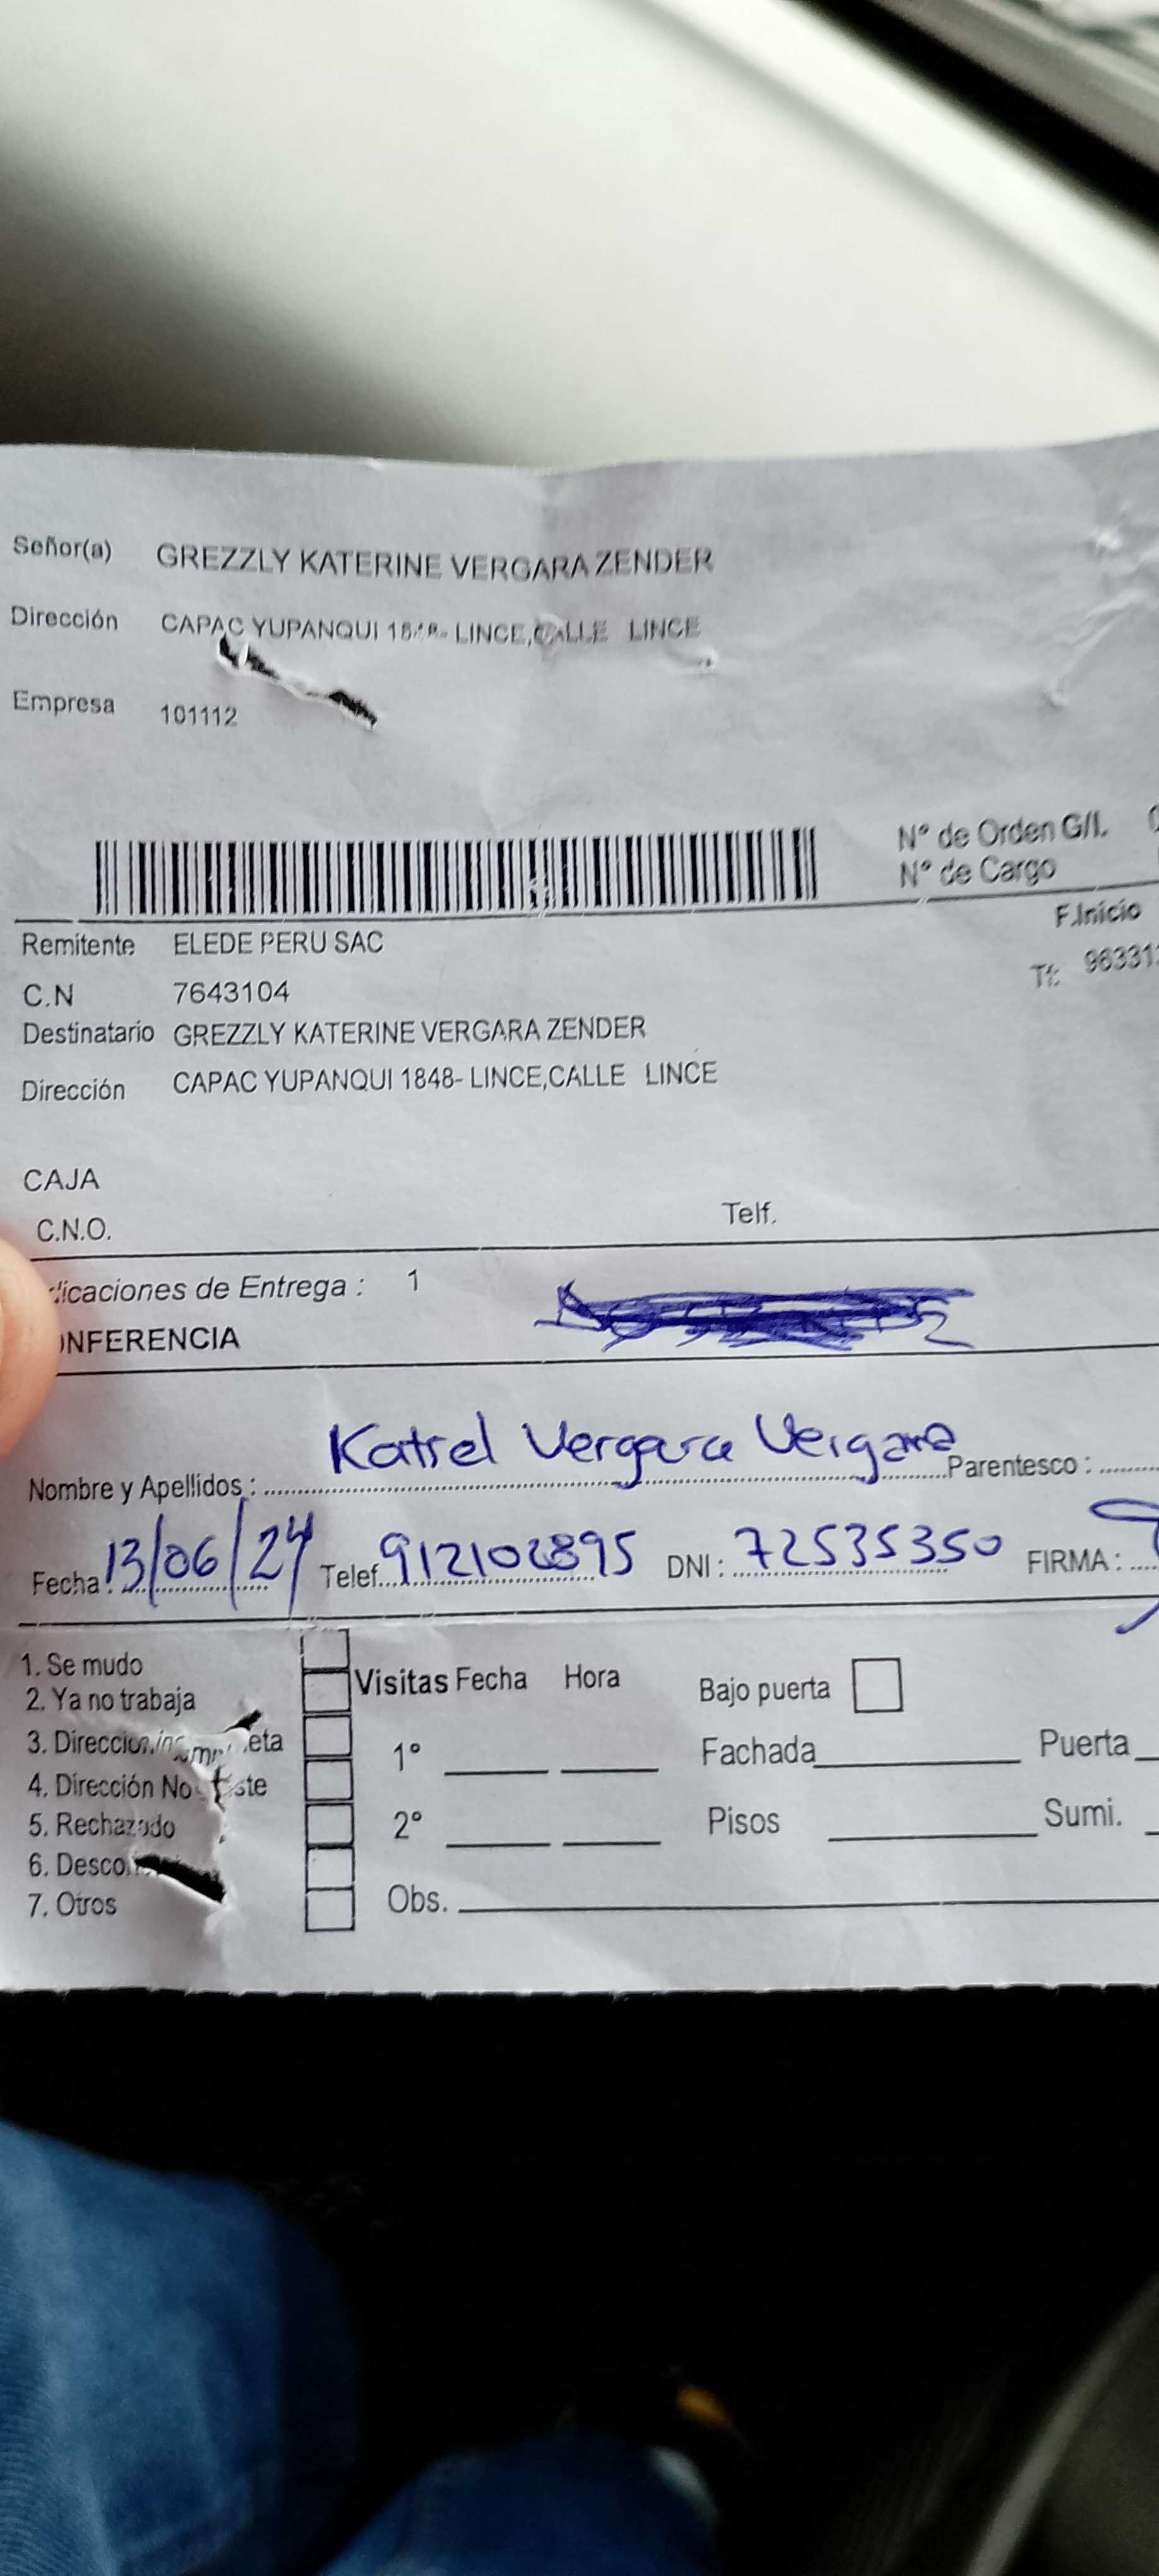 Señor(a) GREZZLY KATERINE VERGARA ZENDER
Dirección CAPAC YUPANQUI LINCE,CALLE LINCE
Empresa 101112
N° de Orden G/I.
N° de Cargo
F.Inicio
Remitente ELEDE PERU SAC
Tf: 96331
C.N 7643104
Destinatario GREZZLY KATERINE VERGARA ZENDER
Dirección CAPAC YUPANQUI 1848- LINCE,CALLE LINCE
CAJA
C.N.O. Telf.
dicaciones de Entrega : 1
ONFERENCIA
Nombre y Apellidos : Katrel Vergara Vergara Parentesco :
Fecha: 13/06/24 Telef. 912102895 DNI : 72535350 FIRMA :
1. Se mudo
2. Ya no trabaja
3. Direccion
4. Dirección No
5. Rechazado
6. Desco
7. Otros
Visitas Fecha Hora Bajo puerta
1° Fachada Puerta
2° Pisos Sumi.
Obs.